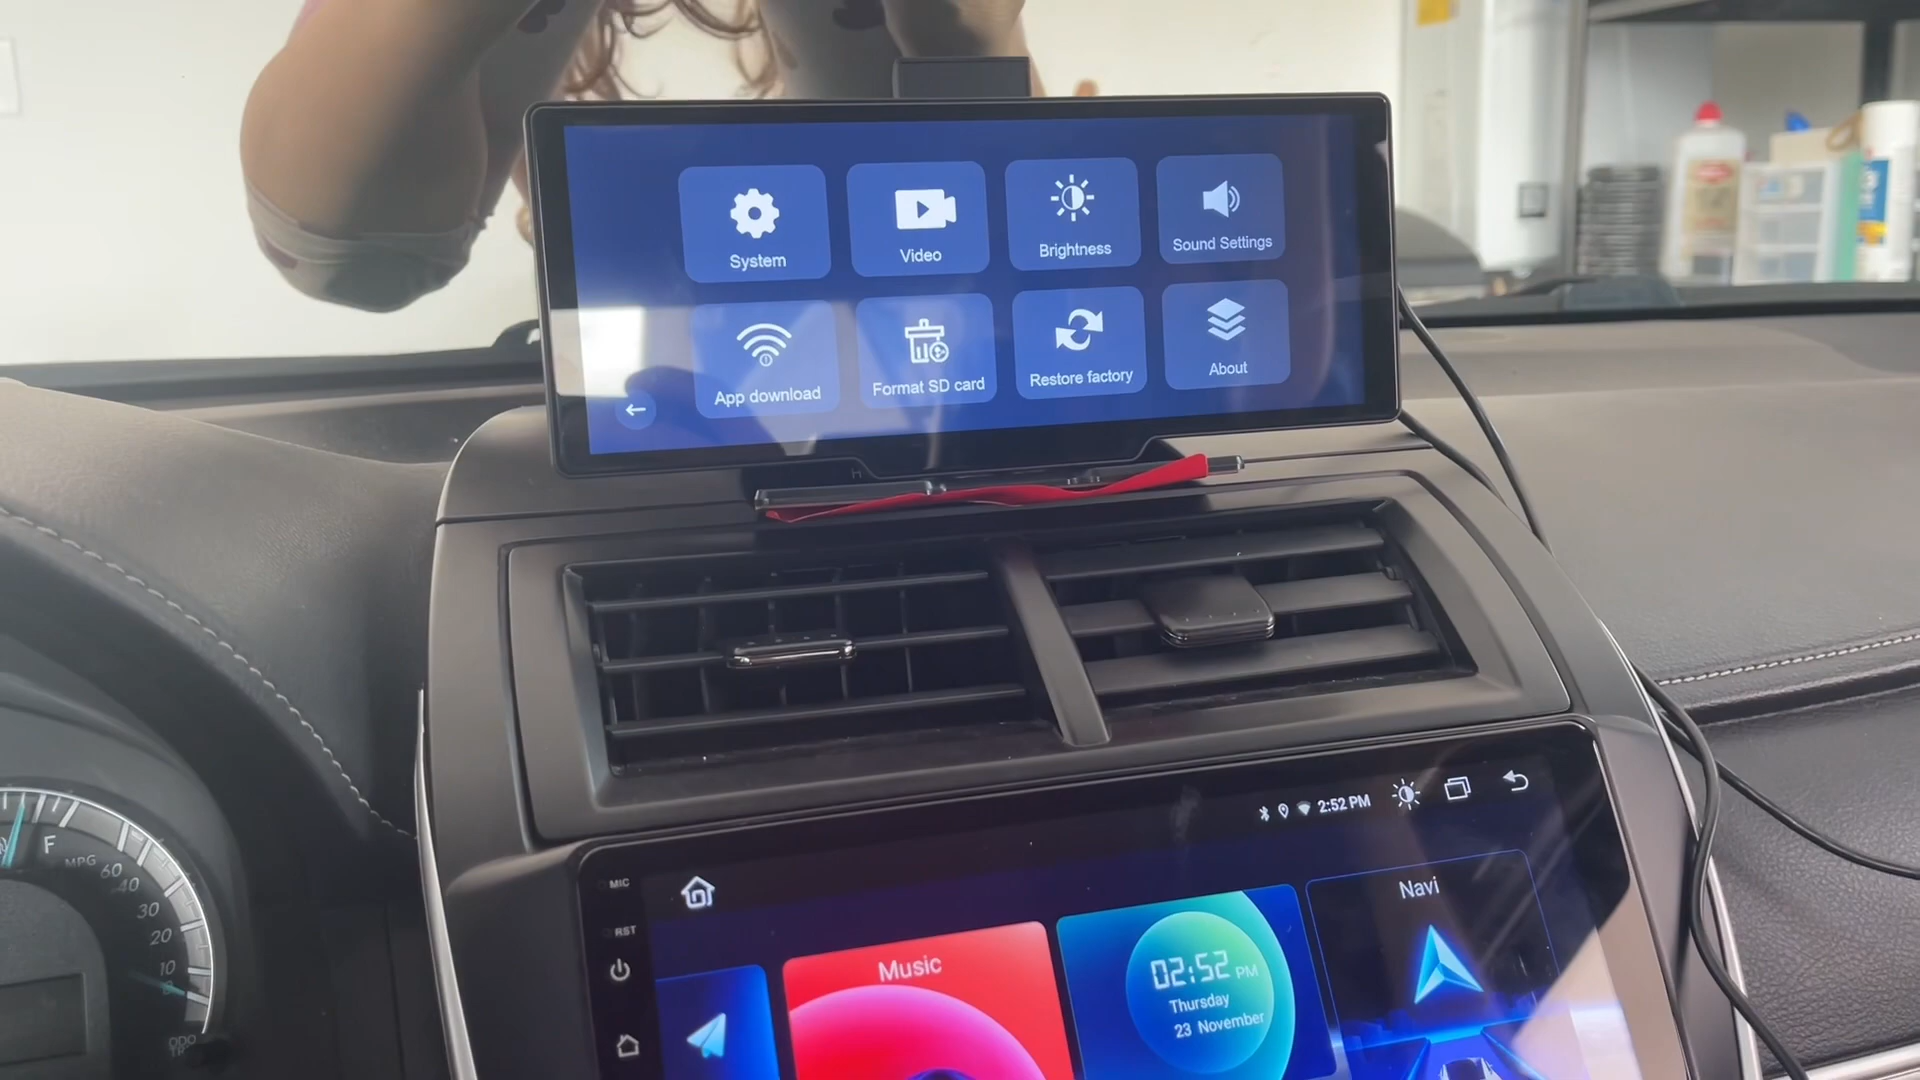 System
Video
Brightness
Sound Settings
App download
Format SD card
Restore factory
About
2:52 PM
MIC
RST
Music
02:52 PM
Thursday
23 November
Navi
F
MPG
60
40
30
20
10
ODO